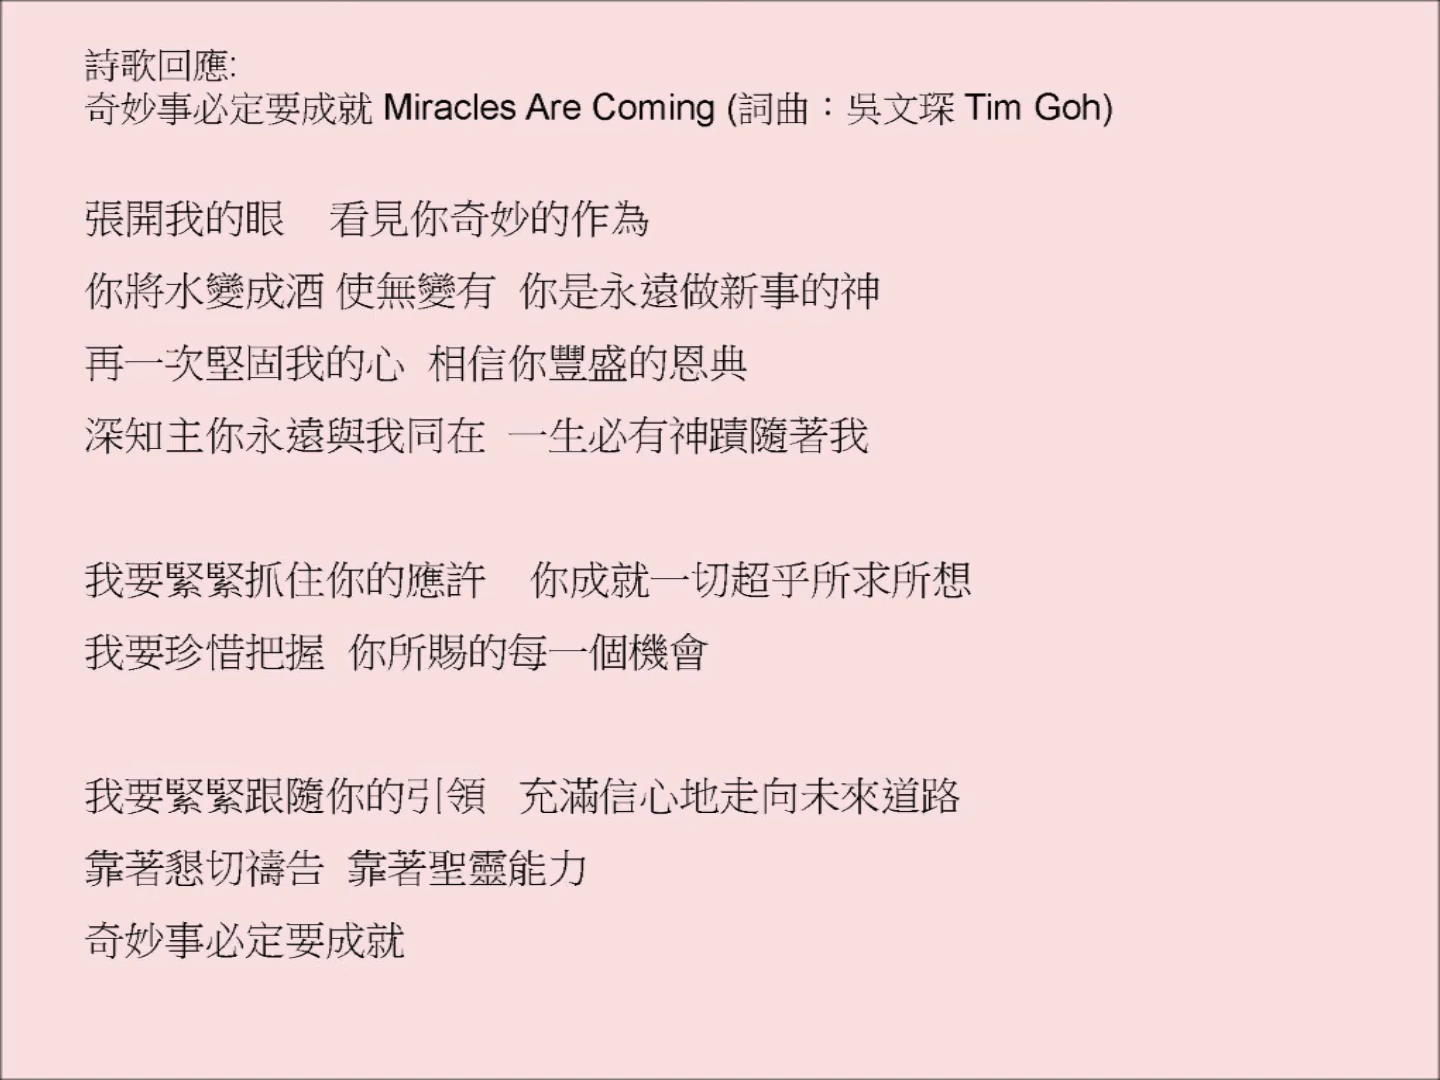 詩歌回應:
奇妙事必定要成就 Miracles Are Coming (詞曲：吳文琛 Tim Goh)
張開我的眼　看見你奇妙的作為
你將水變成酒 使無變有 你是永遠做新事的神
再一次堅固我的心 相信你豐盛的恩典
深知主你永遠與我同在 一生必有神蹟隨著我
我要緊緊抓住你的應許　你成就一切超乎所求所想
我要珍惜把握 你所賜的每一個機會
我要緊緊跟隨你的引領 充滿信心地走向未來道路
靠著懇切禱告 靠著聖靈能力
奇妙事必定要成就